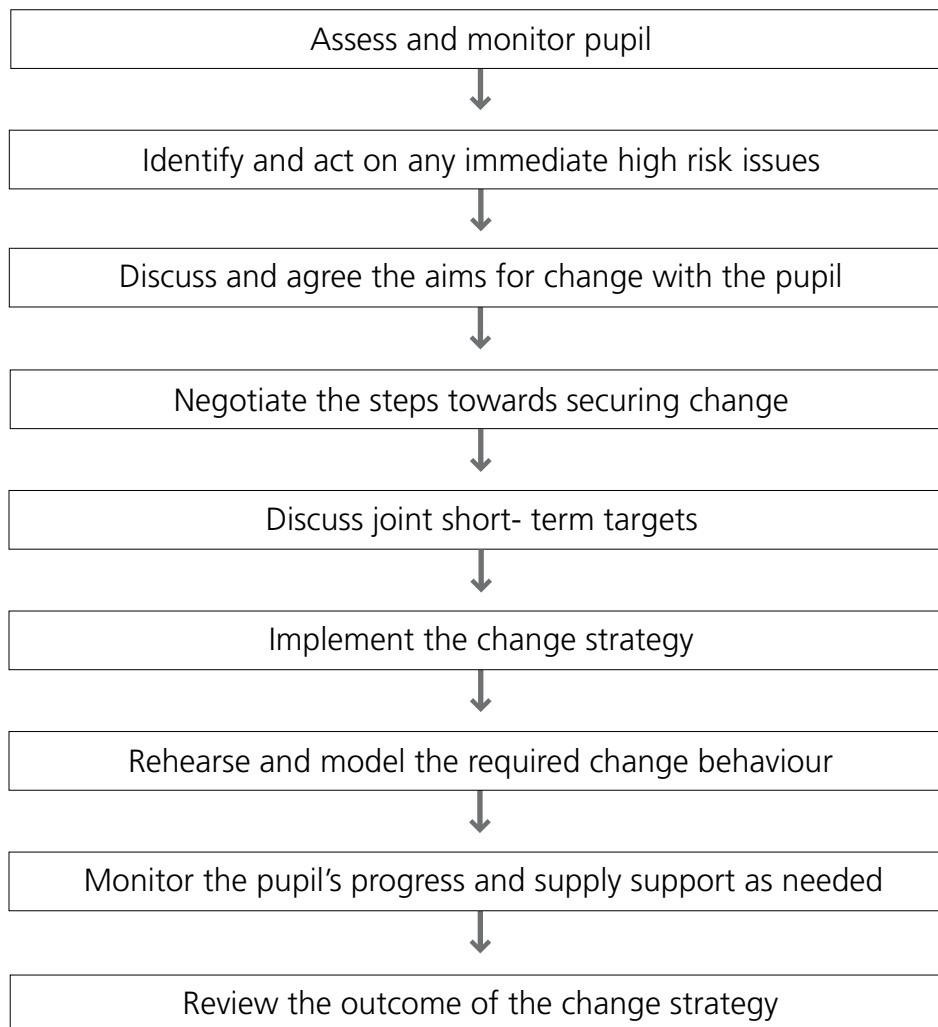 Assess and monitor pupil
Identify and act on any immediate high risk issues
Discuss and agree the aims for change with the pupil
Negotiate the steps towards securing change
Discuss joint short- term targets
Implement the change strategy
Rehearse and model the required change behaviour
Monitor the pupil’s progress and supply support as needed
Review the outcome of the change strategy